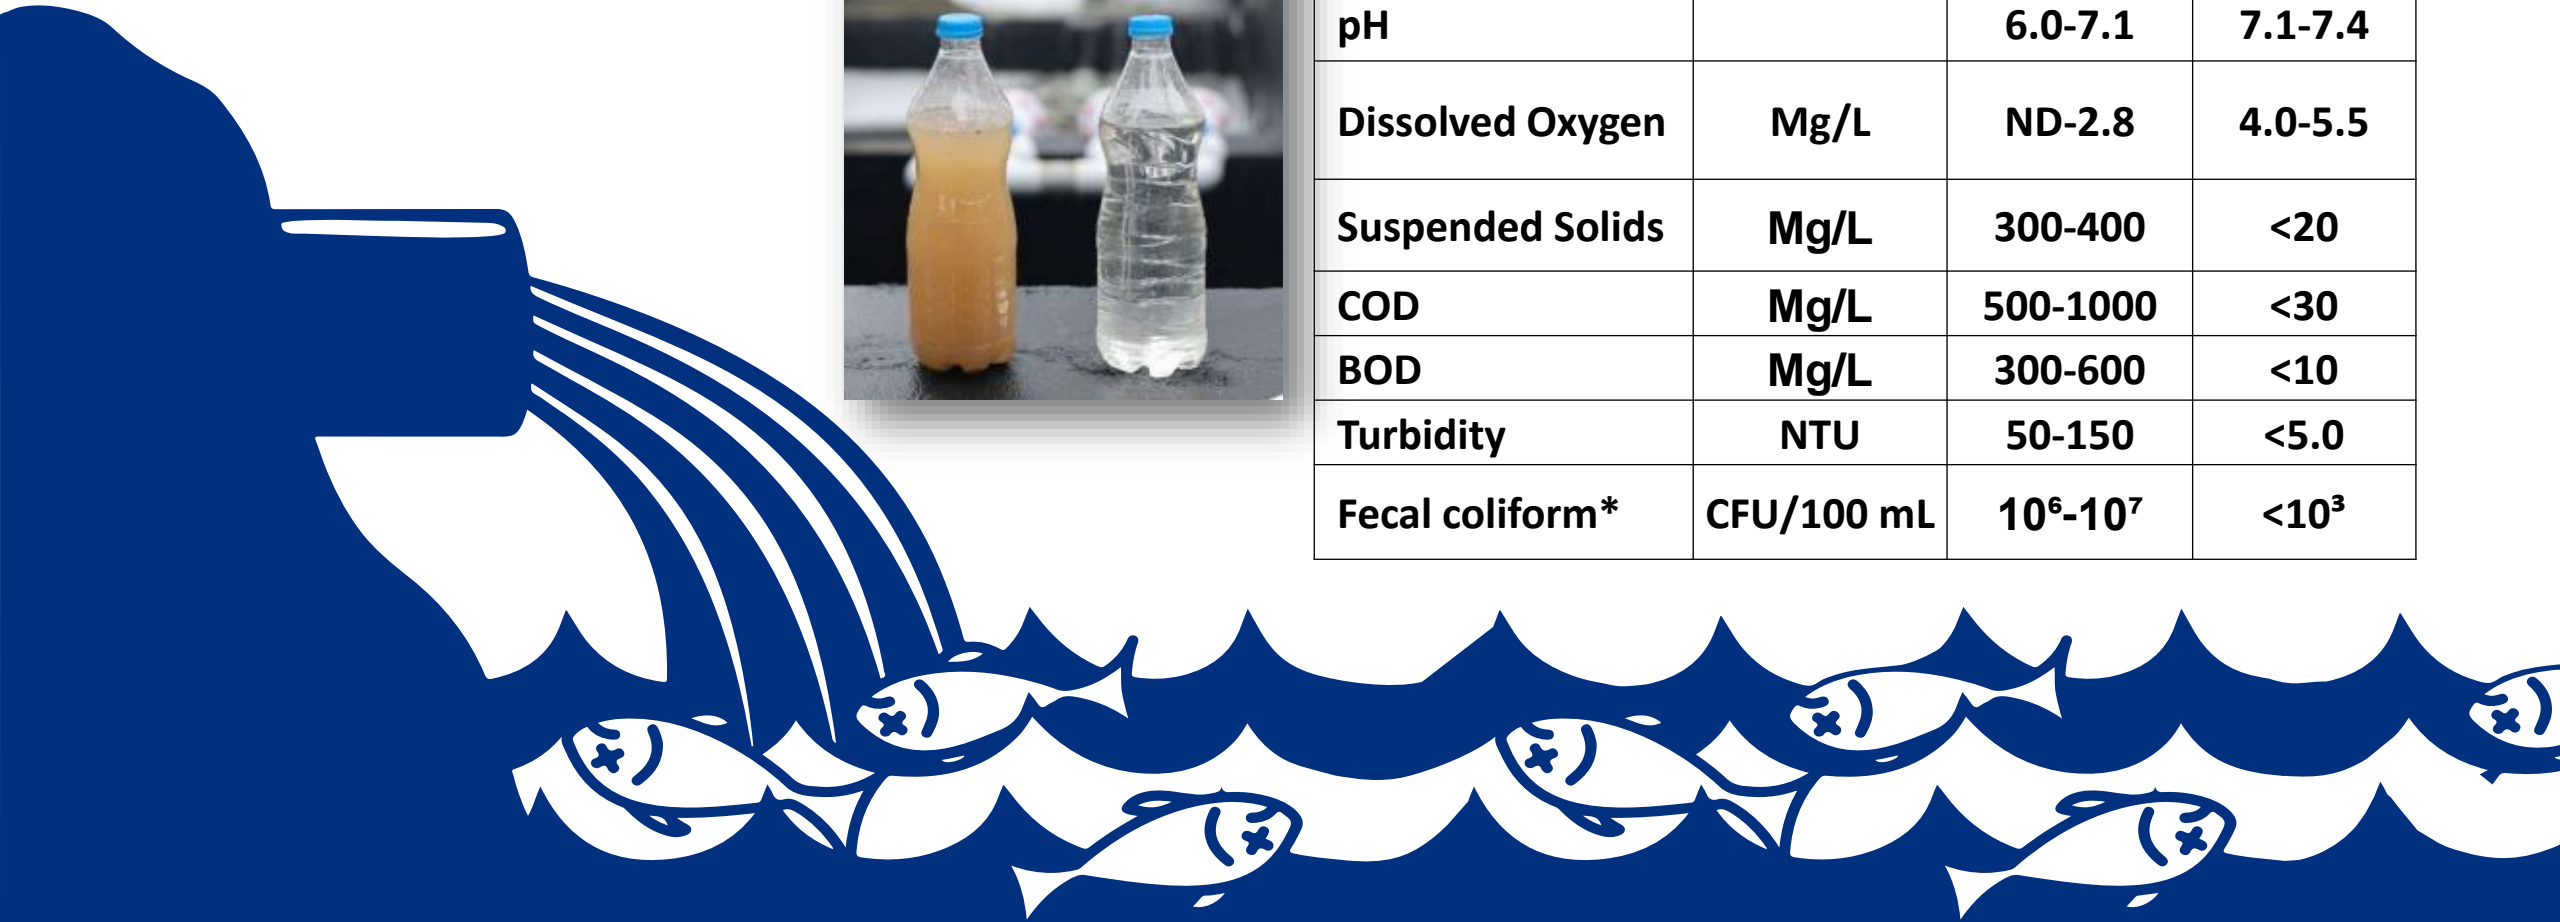 pH 6.0-7.1 7.1-7.4
Dissolved Oxygen Mg/L ND-2.8 4.0-5.5
Suspended Solids Mg/L 300-400 <20
COD Mg/L 500-1000 <30
BOD Mg/L 300-600 <10
Turbidity NTU 50-150 <5.0
Fecal coliform* CFU/100 mL 10⁶-10⁷ <10³